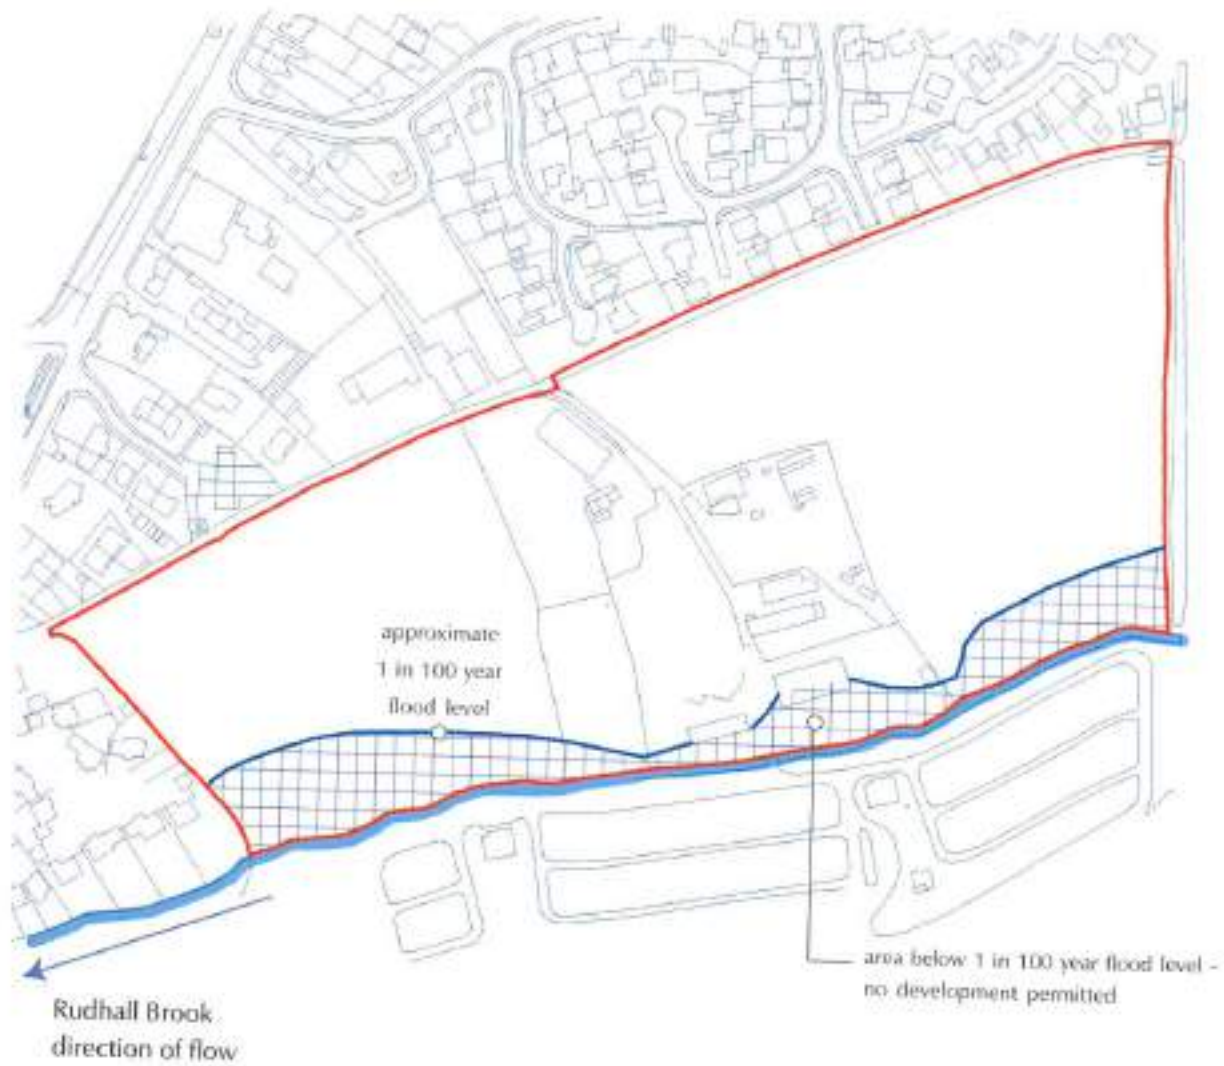 approximate
1 in 100 year
flood level
area below 1 in 100 year flood level -
no development permitted
Rudhall Brook
direction of flow